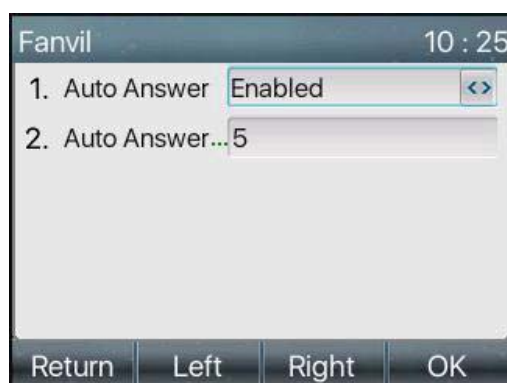 Fanvil 10 : 25
1. Auto Answer Enabled <>
2. Auto Answer... 5
Return Left Right OK